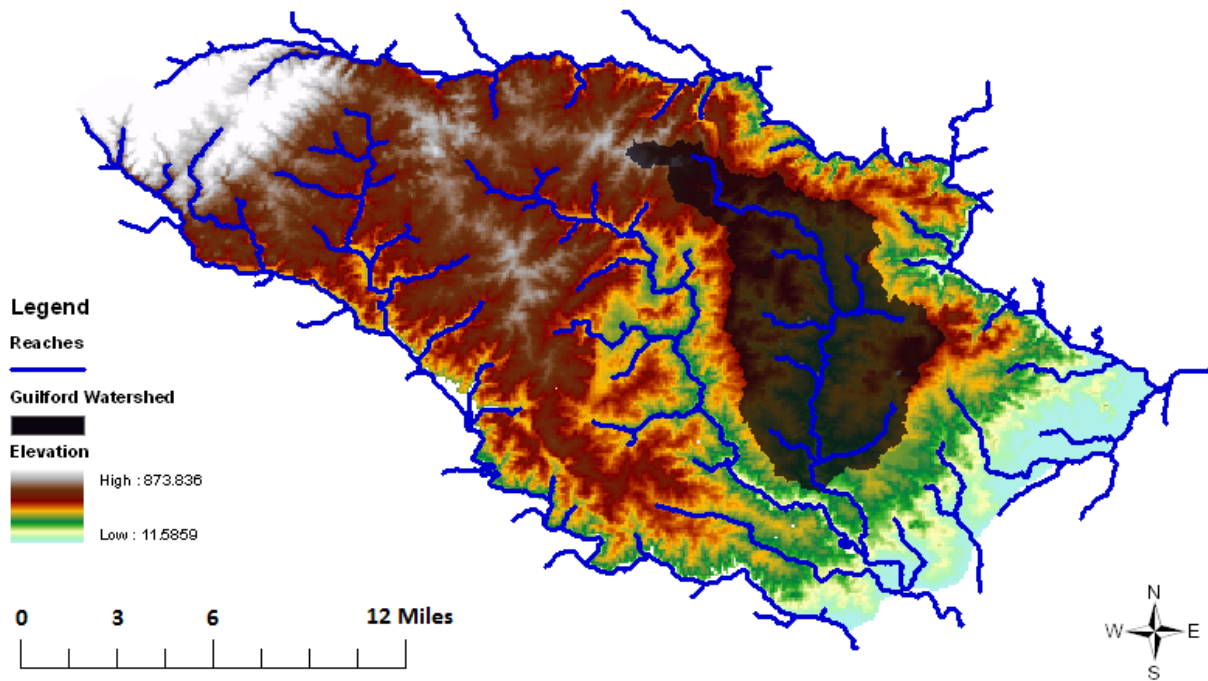 Legend
Reaches
Guilford Watershed
Elevation
High : 873.836
Low : 11.5859
0 3 6 12 Miles
N
W E
S